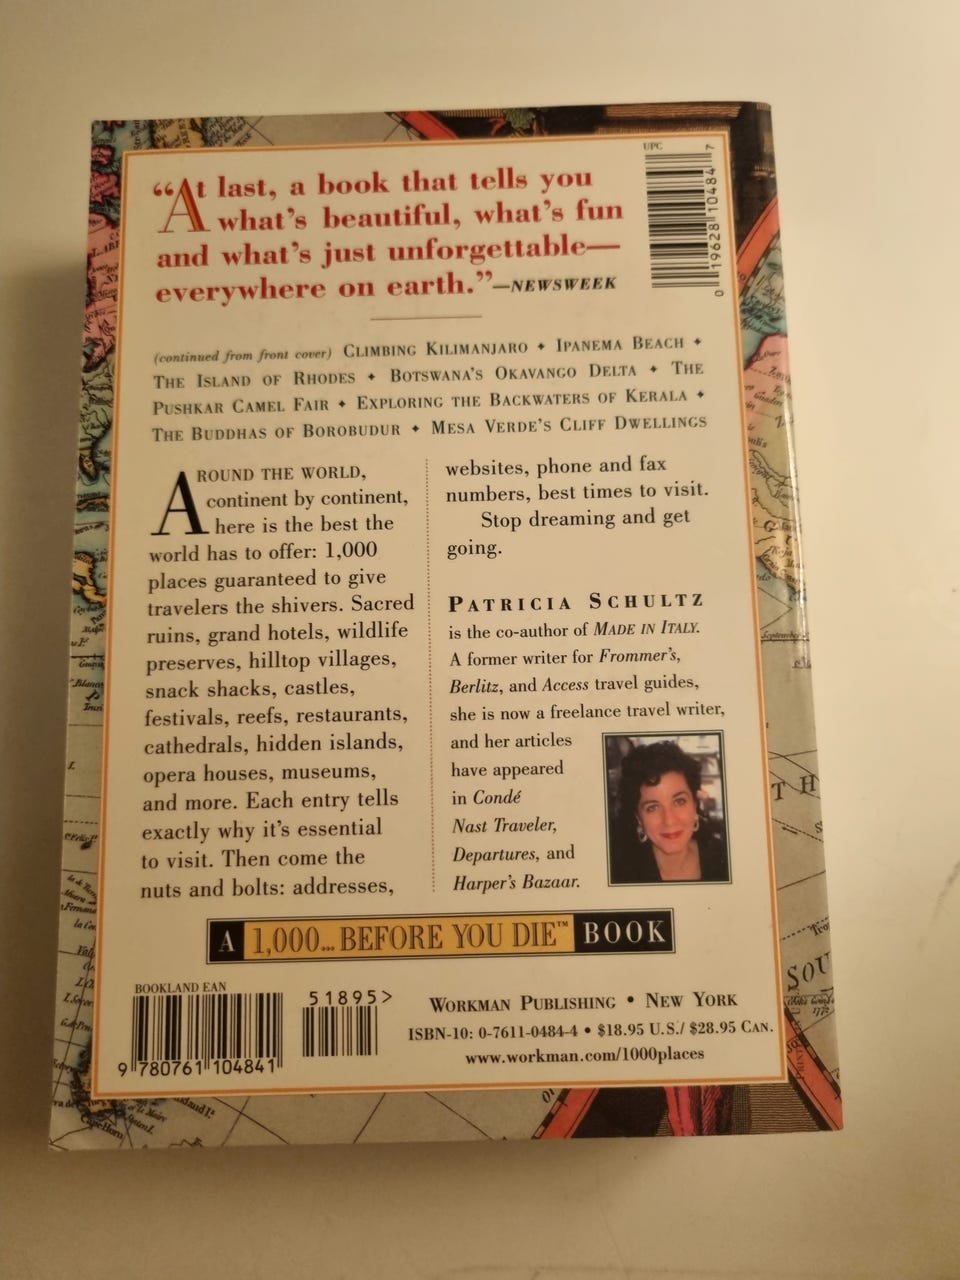 “At last, a book that tells you
what’s beautiful, what’s fun
and what’s just unforgettable—
everywhere on earth.”—NEWSWEEK
UPC
0 19628 10484 7
(continued from front cover) CLIMBING KILIMANJARO ♦ IPANEMA BEACH ♦
THE ISLAND OF RHODES ♦ BOTSWANA’S OKAVANGO DELTA ♦ THE
PUSHKAR CAMEL FAIR ♦ EXPLORING THE BACKWATERS OF KERALA ♦
THE BUDDHAS OF BOROBUDUR ♦ MESA VERDE’S CLIFF DWELLINGS
AROUND THE WORLD,
continent by continent,
here is the best the
world has to offer: 1,000
places guaranteed to give
travelers the shivers. Sacred
ruins, grand hotels, wildlife
preserves, hilltop villages,
snack shacks, castles,
festivals, reefs, restaurants,
cathedrals, hidden islands,
opera houses, museums,
and more. Each entry tells
exactly why it’s essential
to visit. Then come the
nuts and bolts: addresses,
websites, phone and fax
numbers, best times to visit.
Stop dreaming and get
going.
PATRICIA SCHULTZ
is the co-author of MADE IN ITALY.
A former writer for Frommer’s,
Berlitz, and Access travel guides,
she is now a freelance travel writer,
and her articles
have appeared
in Condé
Nast Traveler,
Departures, and
Harper’s Bazaar.
A 1,000... BEFORE YOU DIE™ BOOK
BOOKLAND EAN
51895>
9 780761 104841
WORKMAN PUBLISHING • NEW YORK
ISBN-10: 0-7611-0484-4 • $18.95 U.S./ $28.95 CAN.
www.workman.com/1000places
TH
SOU
Cape Horn